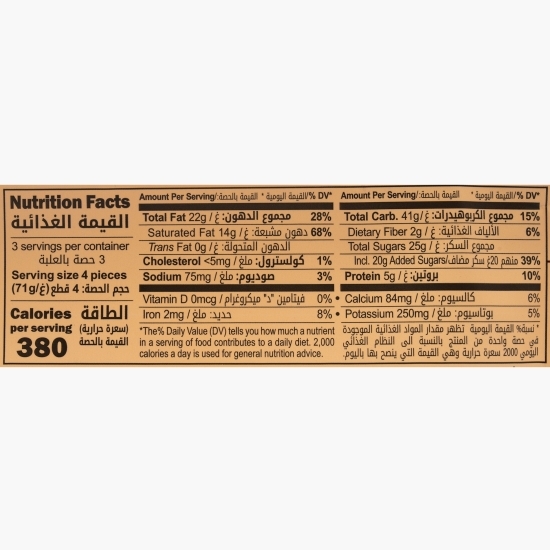 Nutrition Facts
القيمة الغذائية
3 servings per container
3 حصة بالعلبة
Serving size 4 pieces
حجم الحصة: 4 قطع (71g/غ)
Calories per serving
الطاقة (سعرة حرارية) القيمة بالحصة
380
Amount Per Serving/القيمة بالحصة: * القيمة اليومية/% DV*
Total Fat 22g / غ :مجموع الدهون 28%
Saturated Fat 14g / غ :دهون مشبعة 68%
Trans Fat 0g / غ :الدهون المتحولة
Cholesterol <5mg / ملغ :كولسترول 1%
Sodium 75mg / ملغ :صوديوم 3%
Vitamin D 0mcg / ميكروغرام "د" فيتامين 0% •
Iron 2mg / ملغ :حديد 8% •
*The% Daily Value (DV) tells you how much a nutrient
in a serving of food contributes to a daily diet. 2,000
calories a day is used for general nutrition advice.
Amount Per Serving/القيمة بالحصة: * القيمة اليومية/% DV*
Total Carb. 41g / غ :مجموع الكربوهيدرات 15%
Dietary Fiber 2g / غ :الألياف الغذائية 6%
Total Sugars 25g / غ :مجموع السكر
Incl. 20g Added Sugars/منهم 20غ سكر مضاف 39%
Protein 5g / غ :بروتين 10%
Calcium 84mg / ملغ :كالسيوم 6%
Potassium 250mg / ملغ :بوتاسيوم 5%
* نسبة% القيمة اليومية تظهر مقدار المواد الغذائية الموجودة
في حصة واحدة من المنتج بالنسبة الى النظام الغذائي
اليومي 2000 سعرة حرارية وهي القيمة التي ينصح بها باليوم.